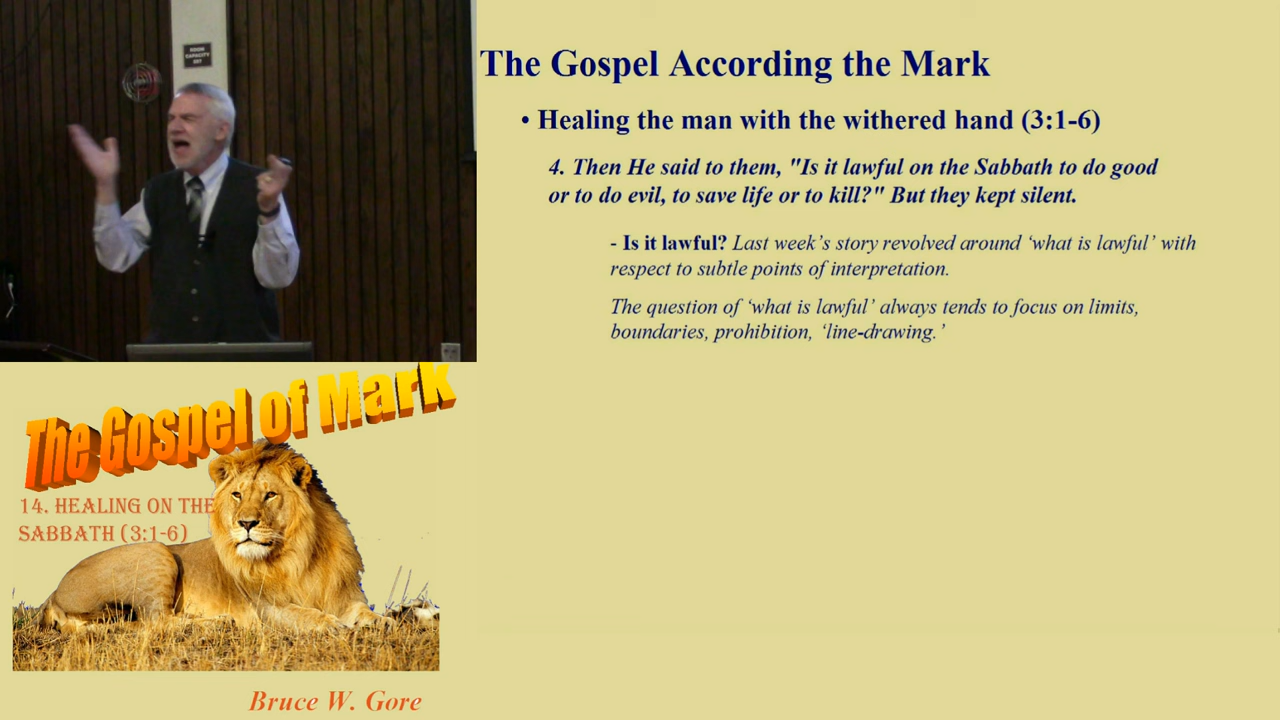 ROOM
CAPACITY
The Gospel According the Mark
• Healing the man with the withered hand (3:1-6)
4. Then He said to them, "Is it lawful on the Sabbath to do good
or to do evil, to save life or to kill?" But they kept silent.
- Is it lawful? Last week's story revolved around 'what is lawful' with
respect to subtle points of interpretation.
The question of 'what is lawful' always tends to focus on limits,
boundaries, prohibition, 'line-drawing.'
The Gospel of Mark
14. HEALING ON THE
SABBATH (3:1-6)
Bruce W. Gore